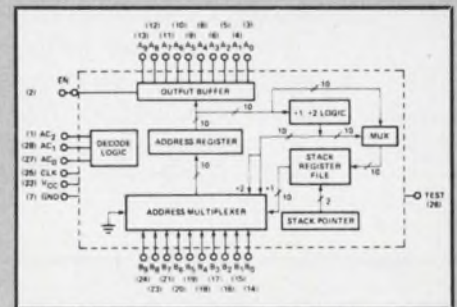 (12) (10) (8) (5) (3)
(13) (11) (9) (6) (4)
A9 A8 A7 A6 A5 A4 A3 A2 A1 A0
EN
(2)
OUTPUT BUFFER
10
10
+1 +2 LOGIC
10
10
10
MUX
(1) AC2
(28) AC1
(27) AC0
(25) CLK
(22) VCC
(7) GND
DECODE
LOGIC
ADDRESS REGISTER
10
STACK
REGISTER
FILE
10
+2
+1
10
TEST
(26)
ADDRESS MULTIPLEXER
2
STACK POINTER
B9 B8 B7 B6 B5 B4 B3 B2 B1 B0
(24) (21) (19) (17) (15)
(23) (20) (18) (16) (14)